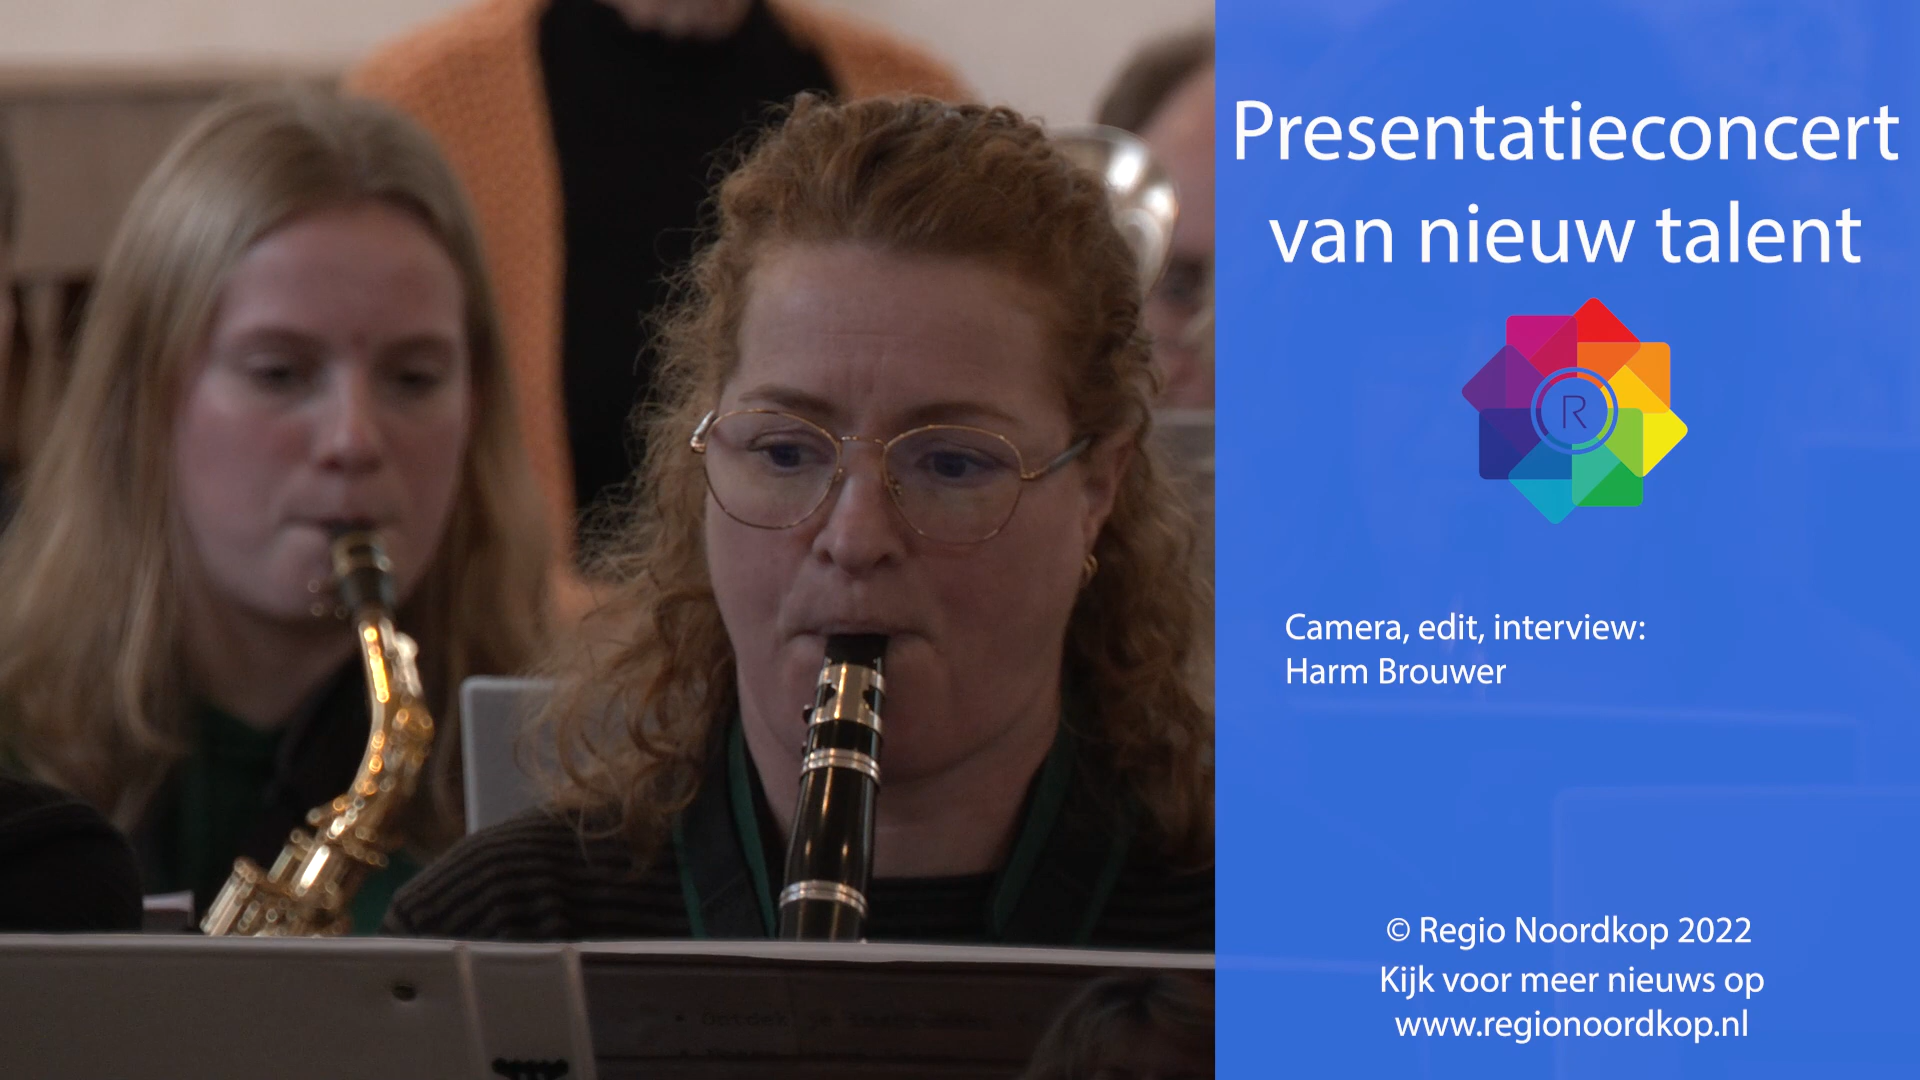 Presentatieconcert
van nieuw talent
R
Camera, edit, interview:
Harm Brouwer
© Regio Noordkop 2022
Kijk voor meer nieuws op
www.regionoordkop.nl